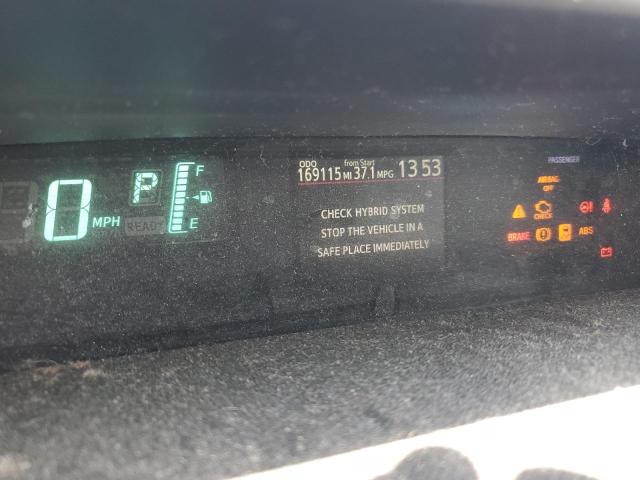 ODO from Start
169115 MI 37.1 MPG 13 53
PASSENGER
AIRBAG
OFF
F
P
0 MPH
READY
E
CHECK HYBRID SYSTEM
STOP THE VEHICLE IN A
SAFE PLACE IMMEDIATELY
CHECK
BRAKE
ABS